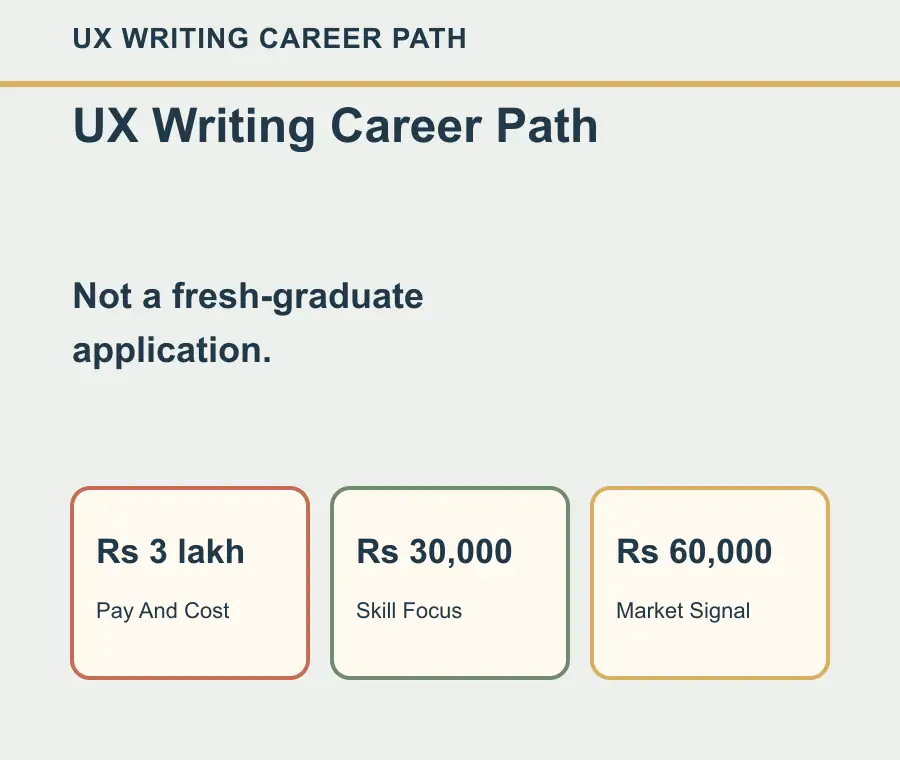 UX WRITING CAREER PATH
UX Writing Career Path
Not a fresh-graduate
application.
Rs 3 lakh
Pay And Cost
Rs 30,000
Skill Focus
Rs 60,000
Market Signal